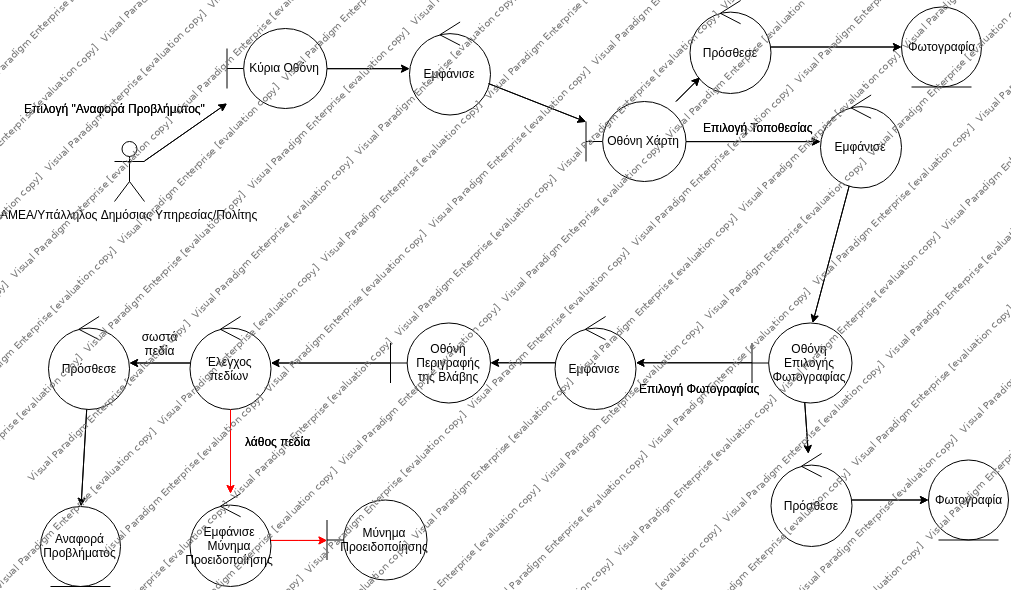 Πρόσθεσε
Φωτογραφία
Κύρια Οθόνη
Εμφάνισε
Επιλογή "Αναφορά Προβλήματος"
Επιλογή Τοποθεσίας
Οθόνη Χάρτη
Εμφάνισε
ΑΜΕΑ/Υπάλληλος Δημόσιας Υπηρεσίας/Πολίτης
σωστά
πεδία
Πρόσθεσε
Έλεγχος
πεδίων
Οθόνη
Περιγραφής
της Βλάβης
Εμφάνισε
Επιλογή Φωτογραφίας
Οθόνη
Επιλογής
Φωτογραφίας
λάθος πεδία
Πρόσθεσε
Φωτογραφία
Αναφορά
Προβλήματος
Εμφάνισε
Μύνημα
Προειδοποίησης
Μύνημα
Προειδοποίησης
Visual Paradigm Enterprise [evaluation copy]